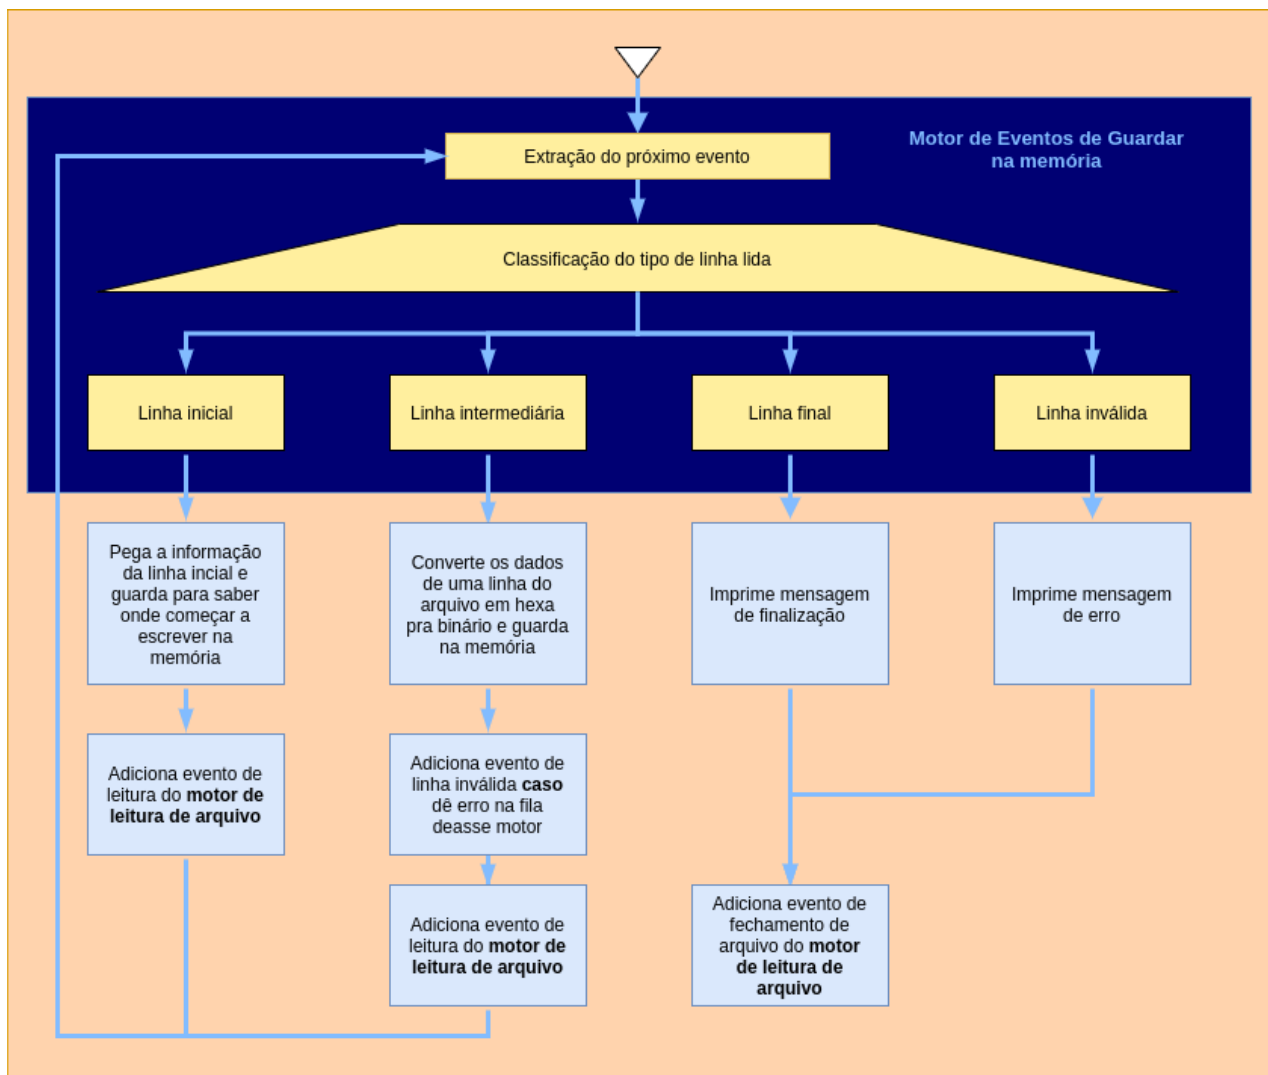 Motor de Eventos de Guardar
na memória
Extração do próximo evento
Classificação do tipo de linha lida
Linha inicial
Linha intermediária
Linha final
Linha inválida
Pega a informação
da linha incial e
guarda para saber
onde começar a
escrever na
memória
Converte os dados
de uma linha do
arquivo em hexa
pra binário e guarda
na memória
Imprime mensagem
de finalização
Imprime mensagem
de erro
Adiciona evento de
leitura do motor de
leitura de arquivo
Adiciona evento de
linha inválida caso
dê erro na fila
deasse motor
Adiciona evento de
leitura do motor de
leitura de arquivo
Adiciona evento de
fechamento de
arquivo do motor
de leitura de
arquivo